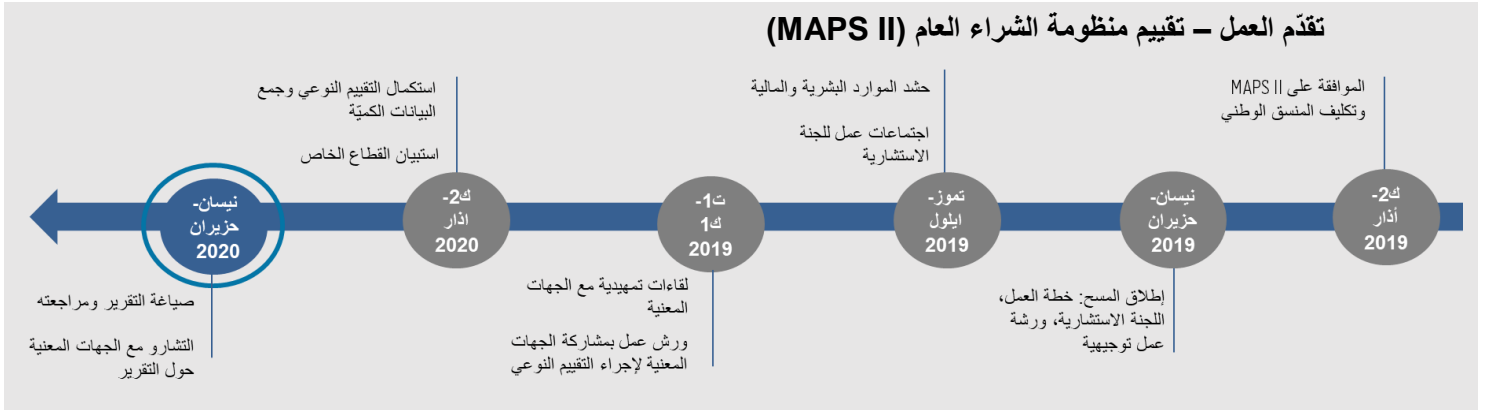 تقدّم العمل – تقييم منظومة الشراء العام (MAPS II)
الموافقة على MAPS II
وتكليف المنسق الوطني
ك2-
أذار
2019
نيسان-
حزيران
2019
إطلاق المسح: خطة العمل،
اللجنة الاستشارية، ورشة
عمل توجيهية
حشد الموارد البشرية والمالية
اجتماعات عمل للجنة
الاستشارية
تموز-
ايلول
2019
ت1-
ك1
2019
لقاءات تمهيدية مع الجهات
المعنية
ورش عمل بمشاركة الجهات
المعنية لإجراء التقييم النوعي
استكمال التقييم النوعي وجمع
البيانات الكميّة
استبيان القطاع الخاص
ك2-
اذار
2020
نيسان-
حزيران
2020
صياغة التقرير ومراجعته
التشارو مع الجهات المعنية
حول التقرير